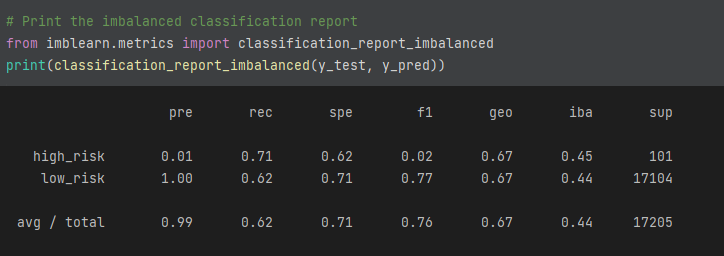 # Print the imbalanced classification report
from imblearn.metrics import classification_report_imbalanced
print(classification_report_imbalanced(y_test, y_pred))
pre rec spe f1 geo iba sup
high_risk 0.01 0.71 0.62 0.02 0.67 0.45 101
low_risk 1.00 0.62 0.71 0.77 0.67 0.44 17104
avg / total 0.99 0.62 0.71 0.76 0.67 0.44 17205